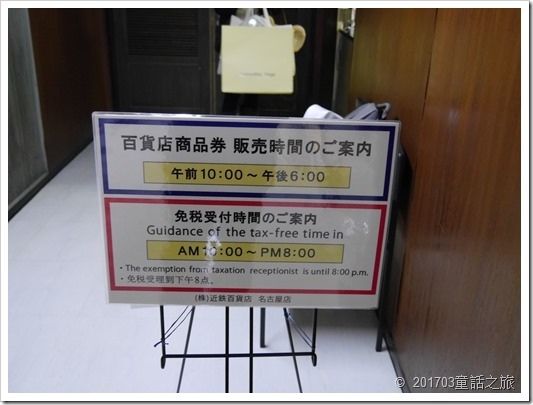 百貨店商品券 販売時間のご案内
午前10:00～午後6:00
免税受付時間のご案内
Guidance of the tax-free time in
AM10:00～PM8:00
・The exemption from taxation receptionist is until 8:00 p.m.
・免税受理到下午8点。
(株)近鉄百貨店 名古屋店
© 201703童話之旅